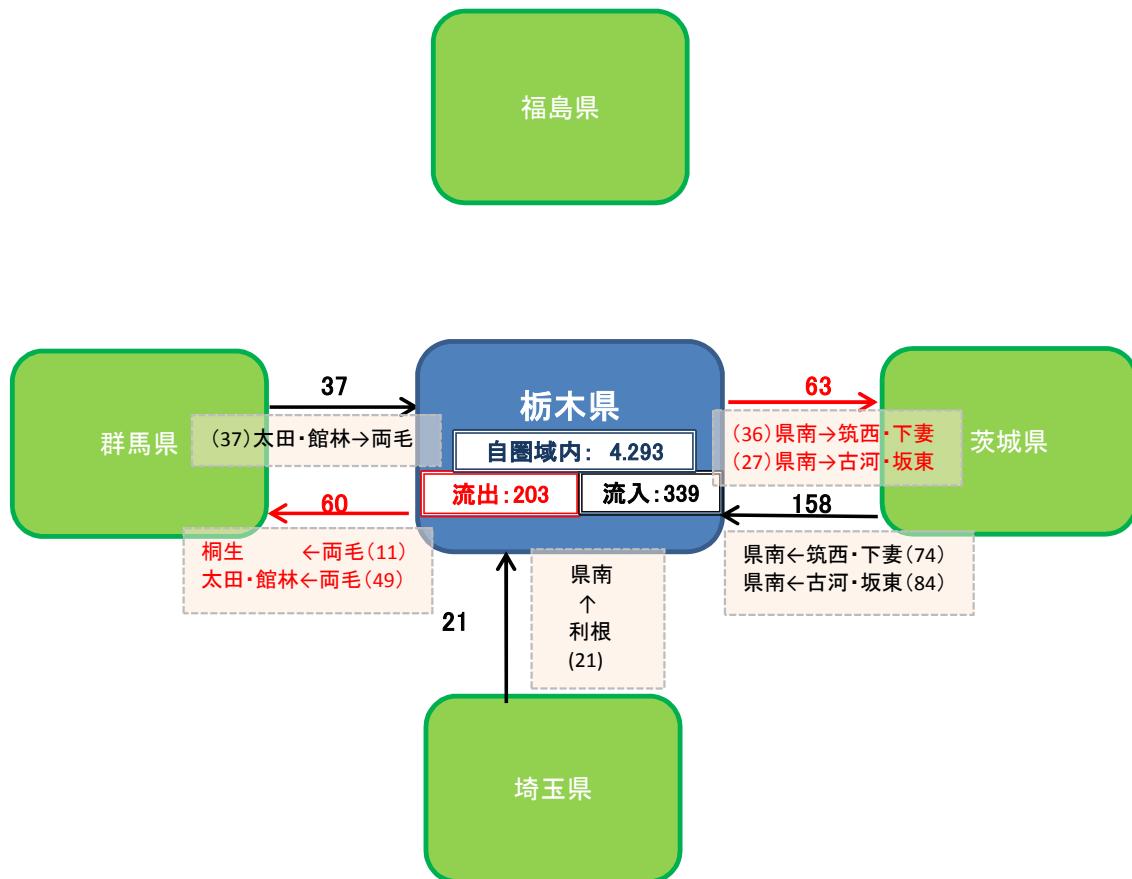 福島県
栃木県
自圏域内： 4.293
流出：203
流入：339
群馬県
37
(37)太田・館林→両毛
60
桐生　　　←両毛(11)
太田・館林←両毛(49)
茨城県
63
(36)県南→筑西・下妻
(27)県南→古河・坂東
158
県南←筑西・下妻(74)
県南←古河・坂東(84)
21
県南
↑
利根
(21)
埼玉県